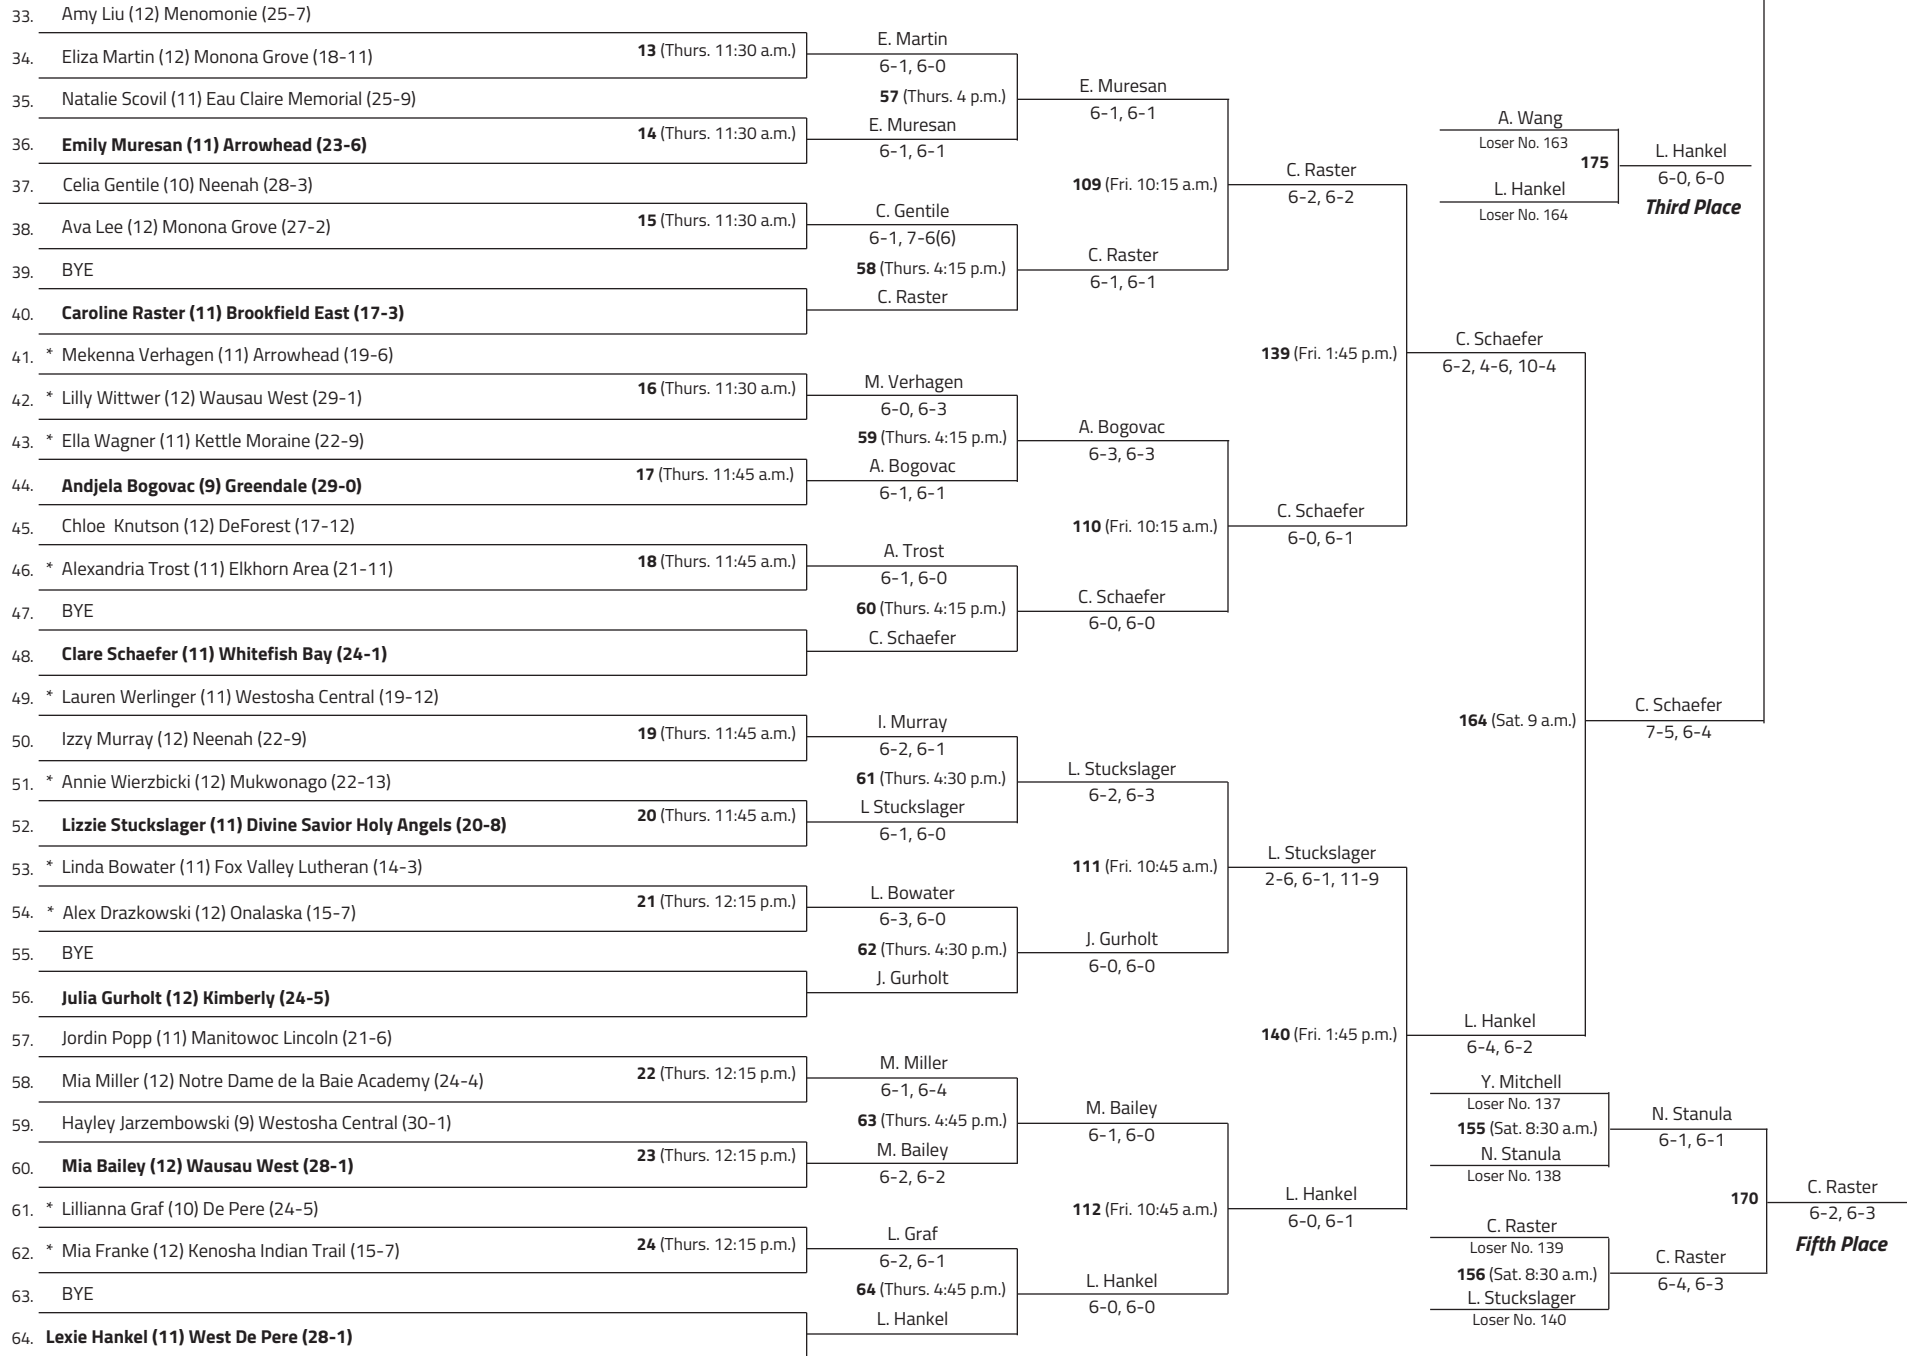 33. Amy Liu (12) Menomonie (25-7)
34. Eliza Martin (12) Monona Grove (18-11)
35. Natalie Scovil (11) Eau Claire Memorial (25-9)
36. Emily Muresan (11) Arrowhead (23-6)
37. Celia Gentile (10) Neenah (28-3)
38. Ava Lee (12) Monona Grove (27-2)
39. BYE
40. Caroline Raster (11) Brookfield East (17-3)
41. * Mekenna Verhagen (11) Arrowhead (19-6)
42. * Lilly Wittwer (12) Wausau West (29-1)
43. * Ella Wagner (11) Kettle Moraine (22-9)
44. Andjela Bogovac (9) Greendale (29-0)
45. Chloe Knutson (12) DeForest (17-12)
46. * Alexandria Trost (11) Elkhorn Area (21-11)
47. BYE
48. Clare Schaefer (11) Whitefish Bay (24-1)
49. * Lauren Werlinger (11) Westosha Central (19-12)
50. Izzy Murray (12) Neenah (22-9)
51. * Annie Wierzbicki (12) Mukwonago (22-13)
52. Lizzie Stuckslager (11) Divine Savior Holy Angels (20-8)
53. * Linda Bowater (11) Fox Valley Lutheran (14-3)
54. * Alex Drazkowski (12) Onalaska (15-7)
55. BYE
56. Julia Gurholt (12) Kimberly (24-5)
57. Jordin Popp (11) Manitowoc Lincoln (21-6)
58. Mia Miller (12) Notre Dame de la Baie Academy (24-4)
59. Hayley Jarzembowski (9) Westosha Central (30-1)
60. Mia Bailey (12) Wausau West (28-1)
61. * Lillianna Graf (10) De Pere (24-5)
62. * Mia Franke (12) Kenosha Indian Trail (15-7)
63. BYE
64. Lexie Hankel (11) West De Pere (28-1)
13 (Thurs. 11:30 a.m.)
14 (Thurs. 11:30 a.m.)
15 (Thurs. 11:30 a.m.)
16 (Thurs. 11:30 a.m.)
17 (Thurs. 11:45 a.m.)
18 (Thurs. 11:45 a.m.)
19 (Thurs. 11:45 a.m.)
20 (Thurs. 11:45 a.m.)
21 (Thurs. 12:15 p.m.)
22 (Thurs. 12:15 p.m.)
23 (Thurs. 12:15 p.m.)
24 (Thurs. 12:15 p.m.)
E. Martin
6-1, 6-0
57 (Thurs. 4 p.m.)
E. Muresan
6-1, 6-1
C. Gentile
6-1, 7-6(6)
58 (Thurs. 4:15 p.m.)
C. Raster
M. Verhagen
6-0, 6-3
59 (Thurs. 4:15 p.m.)
A. Bogovac
6-1, 6-1
A. Trost
6-1, 6-0
60 (Thurs. 4:15 p.m.)
C. Schaefer
I. Murray
6-2, 6-1
61 (Thurs. 4:30 p.m.)
L Stuckslager
6-1, 6-0
L. Bowater
6-3, 6-0
62 (Thurs. 4:30 p.m.)
J. Gurholt
M. Miller
6-1, 6-4
63 (Thurs. 4:45 p.m.)
M. Bailey
6-2, 6-2
L. Graf
6-2, 6-1
64 (Thurs. 4:45 p.m.)
L. Hankel
E. Muresan
6-1, 6-1
109 (Fri. 10:15 a.m.)
C. Raster
6-1, 6-1
A. Bogovac
6-3, 6-3
110 (Fri. 10:15 a.m.)
C. Schaefer
6-0, 6-0
L. Stuckslager
6-2, 6-3
111 (Fri. 10:45 a.m.)
J. Gurholt
6-0, 6-0
M. Bailey
6-1, 6-0
112 (Fri. 10:45 a.m.)
L. Hankel
6-0, 6-0
C. Raster
6-2, 6-2
139 (Fri. 1:45 p.m.)
C. Schaefer
6-0, 6-1
L. Stuckslager
2-6, 6-1, 11-9
140 (Fri. 1:45 p.m.)
L. Hankel
6-0, 6-1
C. Schaefer
6-2, 4-6, 10-4
164 (Sat. 9 a.m.)
L. Hankel
6-4, 6-2
C. Schaefer
7-5, 6-4
A. Wang
Loser No. 163
175
L. Hankel
Loser No. 164
L. Hankel
6-0, 6-0
Third Place
Y. Mitchell
Loser No. 137
155 (Sat. 8:30 a.m.)
N. Stanula
Loser No. 138
N. Stanula
6-1, 6-1
170
C. Raster
Loser No. 139
156 (Sat. 8:30 a.m.)
L. Stuckslager
Loser No. 140
C. Raster
6-4, 6-3
C. Raster
6-2, 6-3
Fifth Place